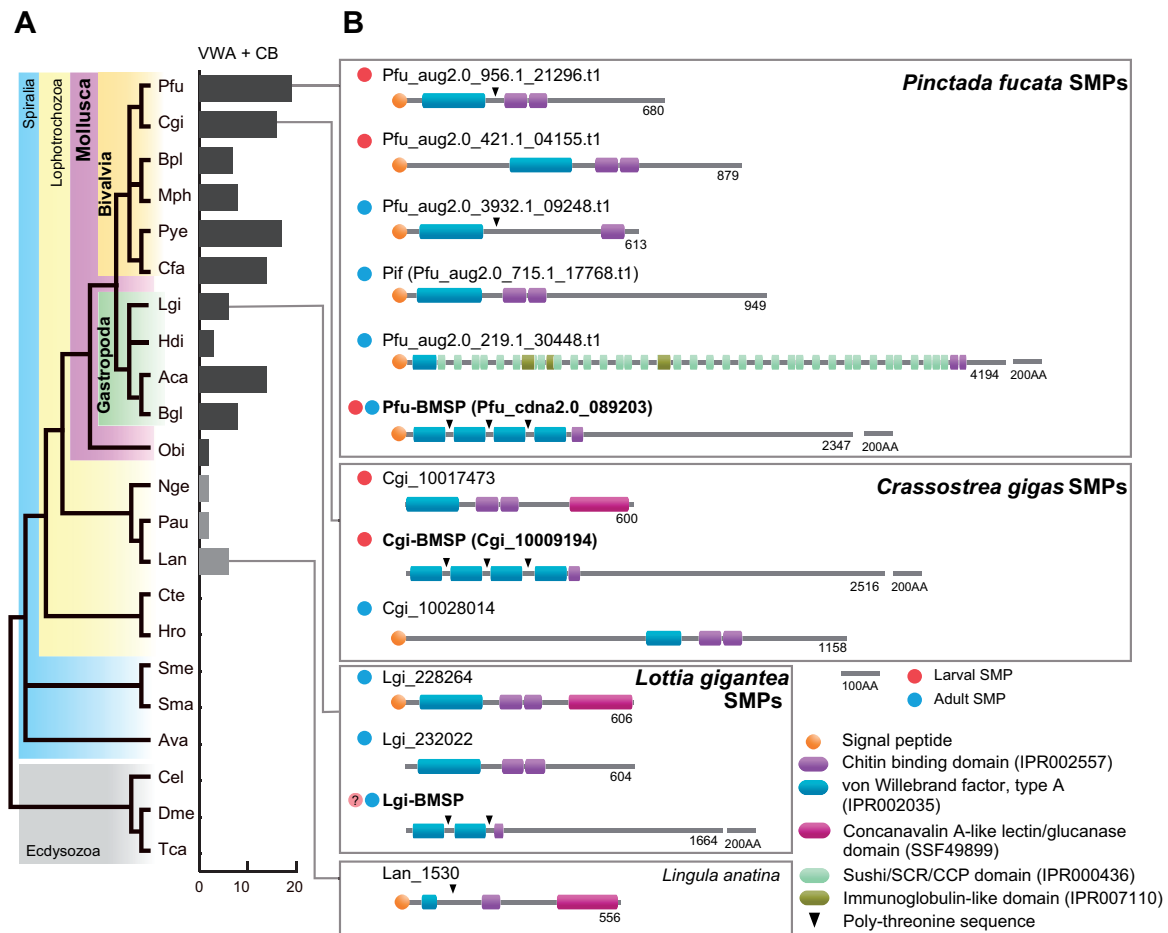 A
B
VWA + CB
Spiralia
Lophotrochozoa
Mollusca
Bivalvia
Gastropoda
Ecdysozoa
Pfu
Cgi
Bpl
Mph
Pye
Cfa
Lgi
Hdi
Aca
Bgl
Obi
Nge
Pau
Lan
Cte
Hro
Sme
Sma
Ava
Cel
Dme
Tca
0 10 20
Pinctada fucata SMPs
Pfu_aug2.0_956.1_21296.t1
680
Pfu_aug2.0_421.1_04155.t1
879
Pfu_aug2.0_3932.1_09248.t1
613
Pif (Pfu_aug2.0_715.1_17768.t1)
949
Pfu_aug2.0_219.1_30448.t1
4194 200AA
Pfu-BMSP (Pfu_cdna2.0_089203)
2347 200AA
Crassostrea gigas SMPs
Cgi_10017473
600
Cgi-BMSP (Cgi_10009194)
2516 200AA
Cgi_10028014
1158
Lottia gigantea
SMPs
Lgi_228264
606
Lgi_232022
604
? Lgi-BMSP
1664 200AA
Lan_1530
Lingula anatina
556
100AA
Larval SMP
Adult SMP
Signal peptide
Chitin binding domain (IPR002557)
von Willebrand factor, type A
(IPR002035)
Concanavalin A-like lectin/glucanase
domain (SSF49899)
Sushi/SCR/CCP domain (IPR000436)
Immunoglobulin-like domain (IPR007110)
Poly-threonine sequence